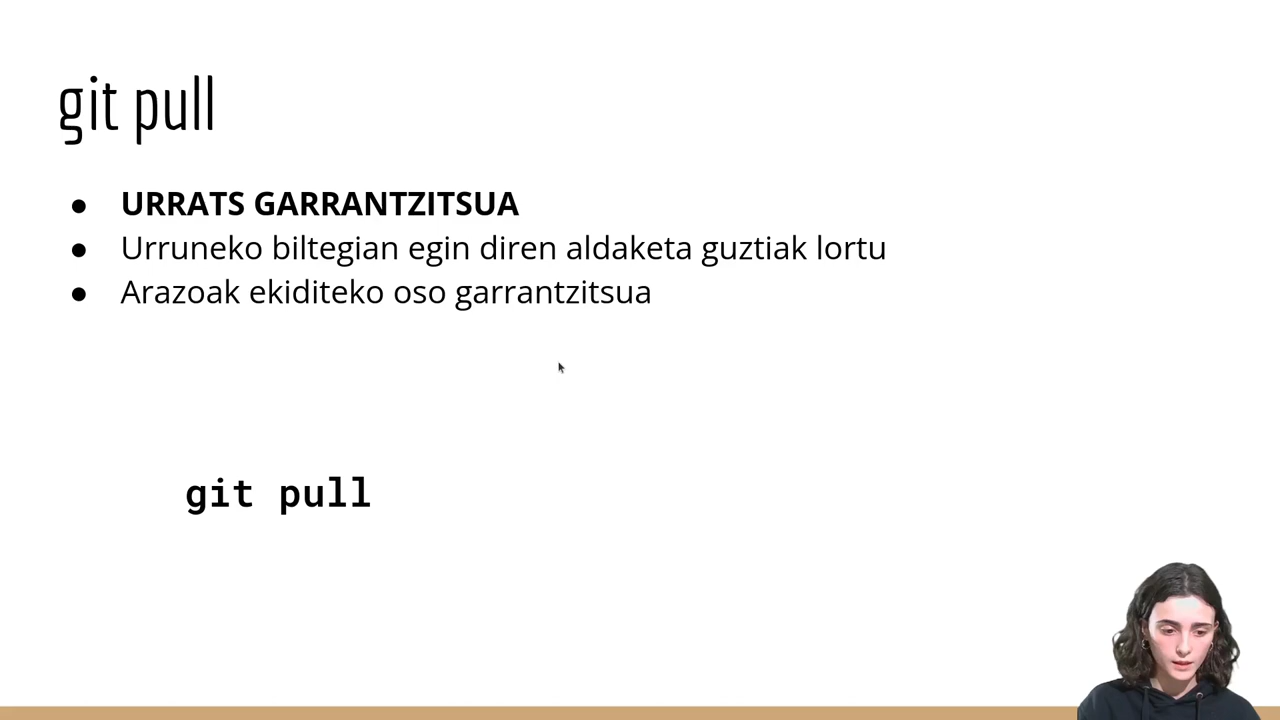 git pull
● URRATS GARRANTZITSUA
● Urruneko biltegian egin diren aldaketa guztiak lortu
● Arazoak ekiditeko oso garrantzitsua
git pull